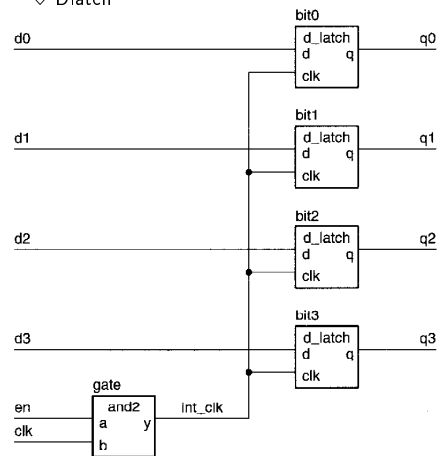 ◇ Dlatch
bit0
d0
d_latch
q0
d q
clk
bit1
d1
d_latch
q1
d q
clk
bit2
d2
d_latch
q2
d q
clk
bit3
d3
d_latch
q3
d q
clk
gate
en
and2
int_clk
a y
clk
b